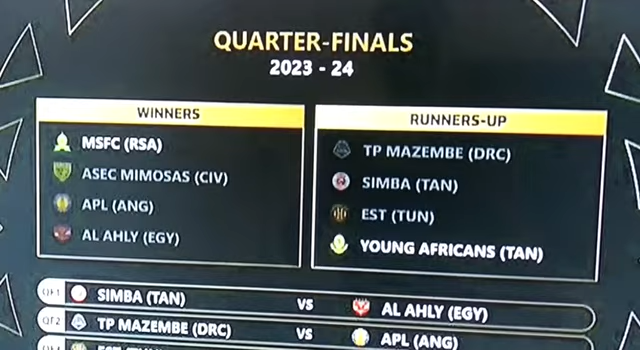 QUARTER-FINALS
2023 - 24
WINNERS
MSFC (RSA)
ASEC MIMOSAS (CIV)
APL (ANG)
AL AHLY (EGY)
RUNNERS-UP
TP MAZEMBE (DRC)
SIMBA (TAN)
EST (TUN)
YOUNG AFRICANS (TAN)
QF1 SIMBA (TAN) VS AL AHLY (EGY)
QF2 TP MAZEMBE (DRC) VS APL (ANG)